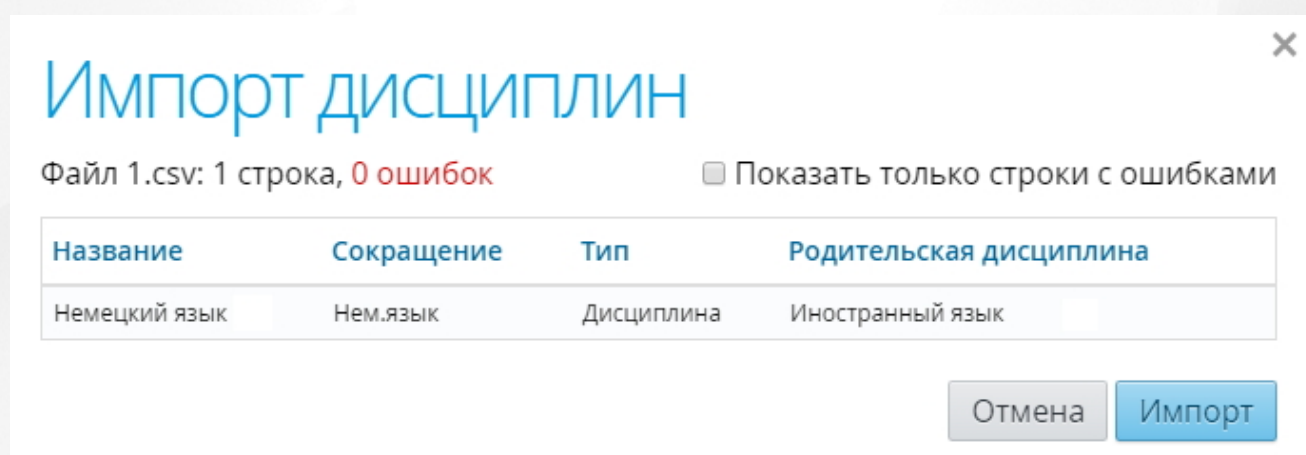 Импорт дисциплин
Файл 1.csv: 1 строка, 0 ошибок Показать только строки с ошибками
Название Сокращение Тип Родительская дисциплина
Немецкий язык Нем.язык Дисциплина Иностранный язык
Отмена Импорт